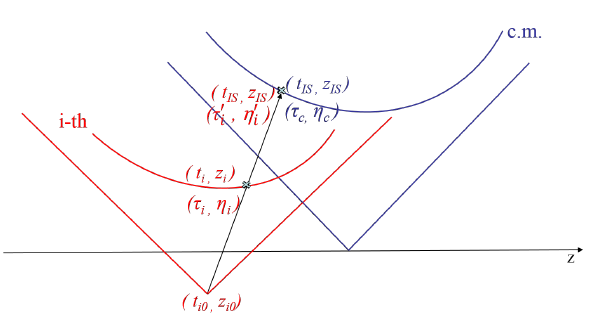 c.m.
( t_IS, z_IS) ( t_IS, z_IS)
(τ'_i , η'_i ) (τ_c, η_c)
i-th
( t_i, z_i)
(τ_i, η_i)
z
( t_i0, z_i0)